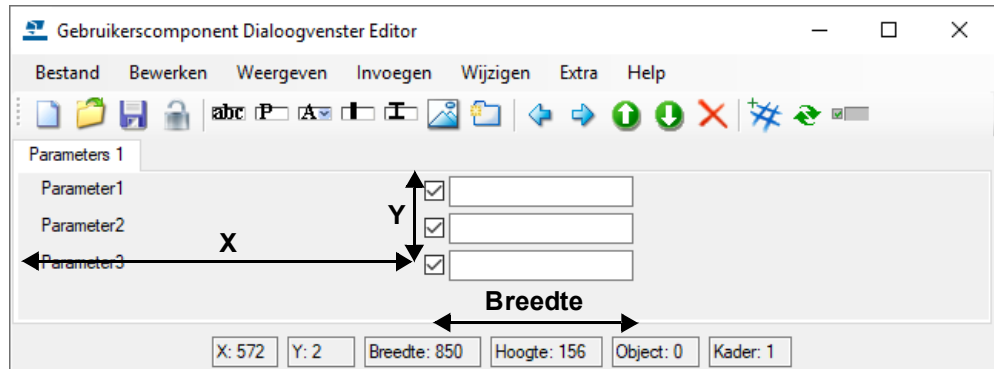 Gebruikerscomponent Dialoogvenster Editor
Bestand Bewerken Weergeven Invoegen Wijzigen Extra Help
abc P A
Parameters 1
Parameter1
Y
Parameter2
X
Parameter3
Breedte
X: 572 Y: 2 Breedte: 850 Hoogte: 156 Object: 0 Kader: 1